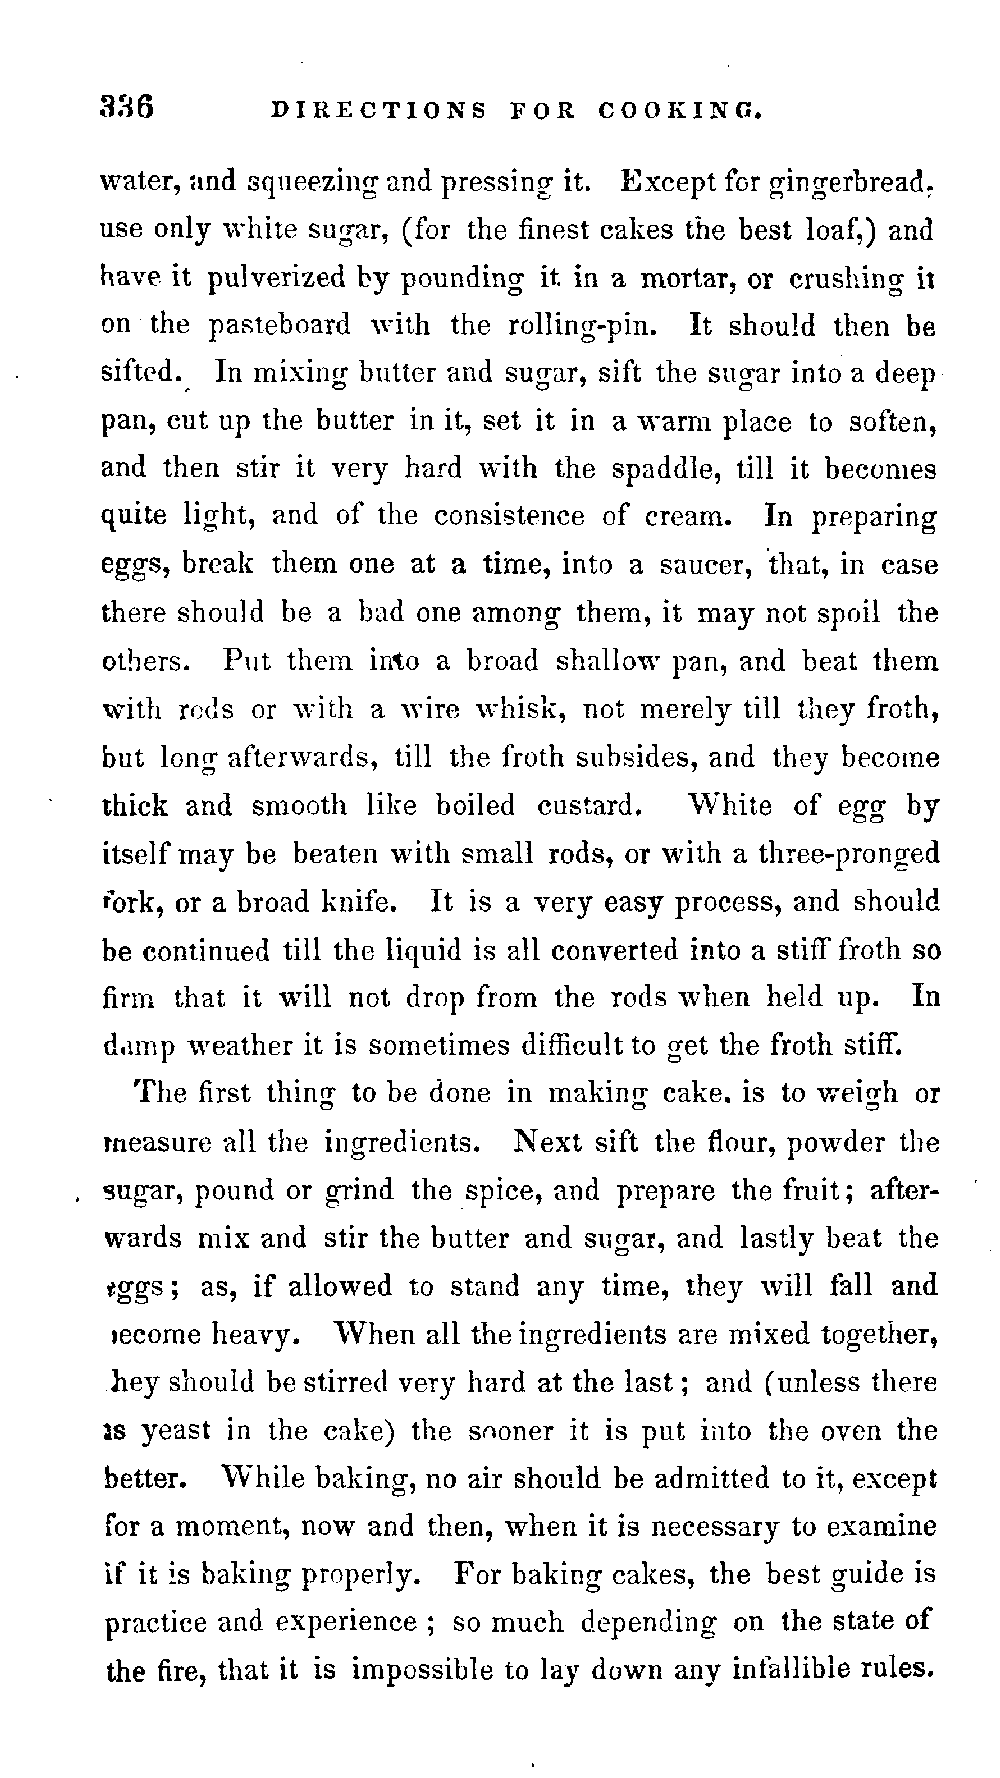 336 DIRECTIONS FOR COOKING.
water, and squeezing and pressing it. Except for gingerbread,
use only white sugar, (for the finest cakes the best loaf,) and
have it pulverized by pounding it in a mortar, or crushing it
on the pasteboard with the rolling-pin. It should then be
sifted. In mixing butter and sugar, sift the sugar into a deep
pan, cut up the butter in it, set it in a warm place to soften,
and then stir it very hard with the spaddle, till it becomes
quite light, and of the consistence of cream. In preparing
eggs, break them one at a time, into a saucer, that, in case
there should be a bad one among them, it may not spoil the
others. Put them into a broad shallow pan, and beat them
with rods or with a wire whisk, not merely till they froth,
but long afterwards, till the froth subsides, and they become
thick and smooth like boiled custard. White of egg by
itself may be beaten with small rods, or with a three-pronged
fork, or a broad knife. It is a very easy process, and should
be continued till the liquid is all converted into a stiff froth so
firm that it will not drop from the rods when held up. In
damp weather it is sometimes difficult to get the froth stiff.
The first thing to be done in making cake, is to weigh or
measure all the ingredients. Next sift the flour, powder the
sugar, pound or grind the spice, and prepare the fruit; after-
wards mix and stir the butter and sugar, and lastly beat the
eggs; as, if allowed to stand any time, they will fall and
become heavy. When all the ingredients are mixed together,
they should be stirred very hard at the last; and (unless there
is yeast in the cake) the sooner it is put into the oven the
better. While baking, no air should be admitted to it, except
for a moment, now and then, when it is necessary to examine
if it is baking properly. For baking cakes, the best guide is
practice and experience; so much depending on the state of
the fire, that it is impossible to lay down any infallible rules.